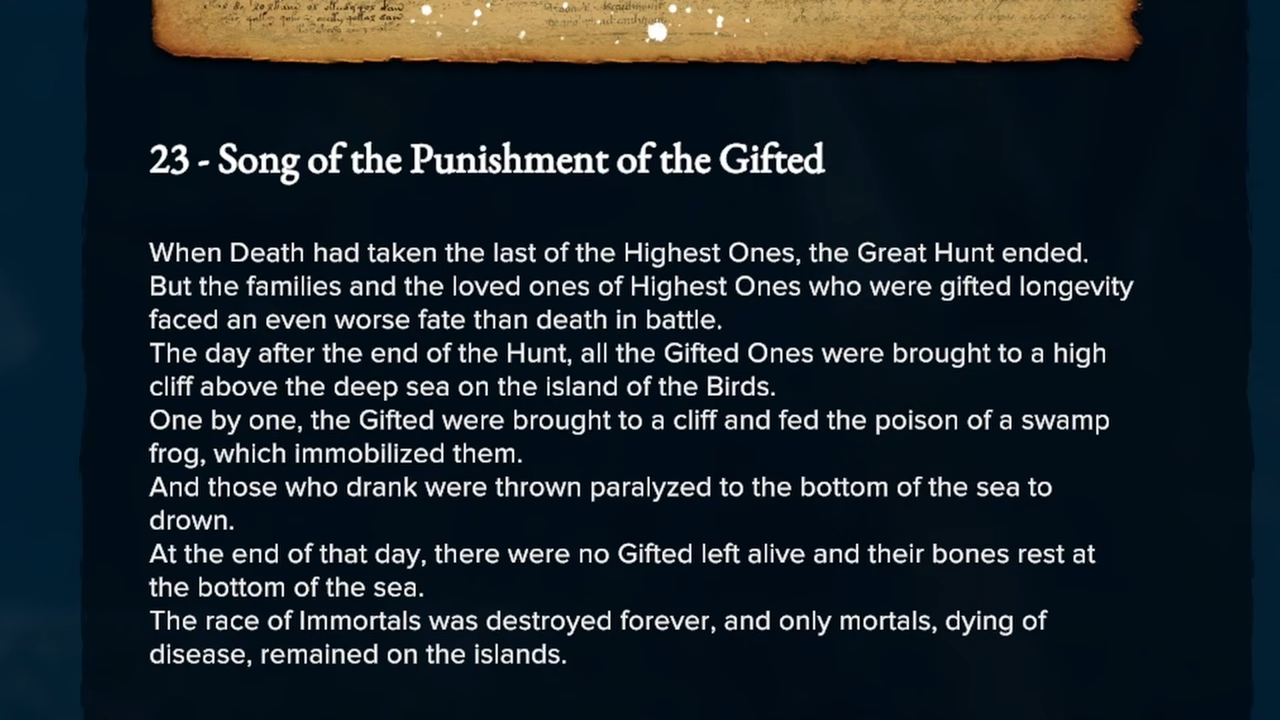 23 - Song of the Punishment of the Gifted
When Death had taken the last of the Highest Ones, the Great Hunt ended.
But the families and the loved ones of Highest Ones who were gifted longevity
faced an even worse fate than death in battle.
The day after the end of the Hunt, all the Gifted Ones were brought to a high
cliff above the deep sea on the island of the Birds.
One by one, the Gifted were brought to a cliff and fed the poison of a swamp
frog, which immobilized them.
And those who drank were thrown paralyzed to the bottom of the sea to
drown.
At the end of that day, there were no Gifted left alive and their bones rest at
the bottom of the sea.
The race of Immortals was destroyed forever, and only mortals, dying of
disease, remained on the islands.